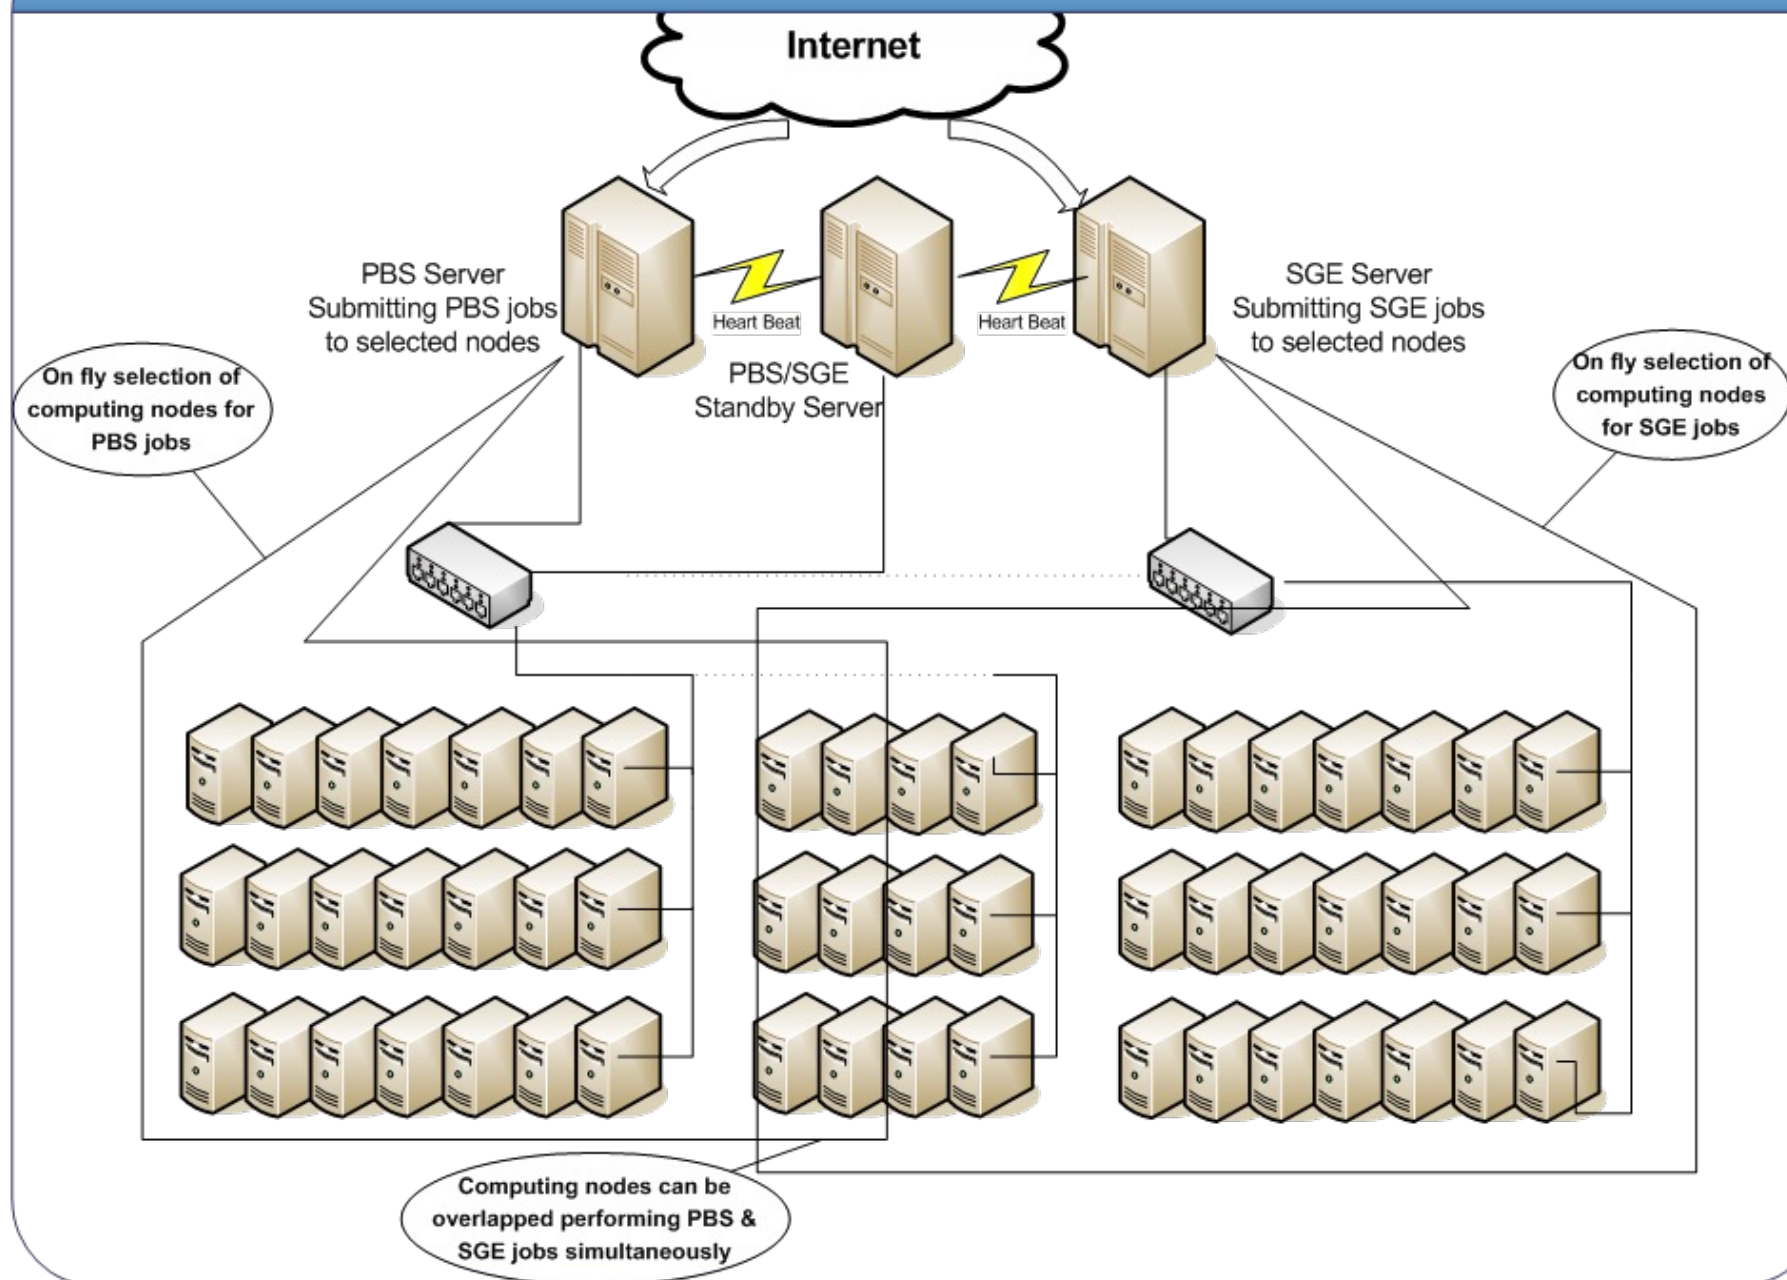 Internet
PBS Server
Submitting PBS jobs
to selected nodes
Heart Beat
PBS/SGE
Standby Server
Heart Beat
SGE Server
Submitting SGE jobs
to selected nodes
On fly selection of
computing nodes for
PBS jobs
On fly selection of
computing nodes
for SGE jobs
Computing nodes can be
overlapped performing PBS &
SGE jobs simultaneously